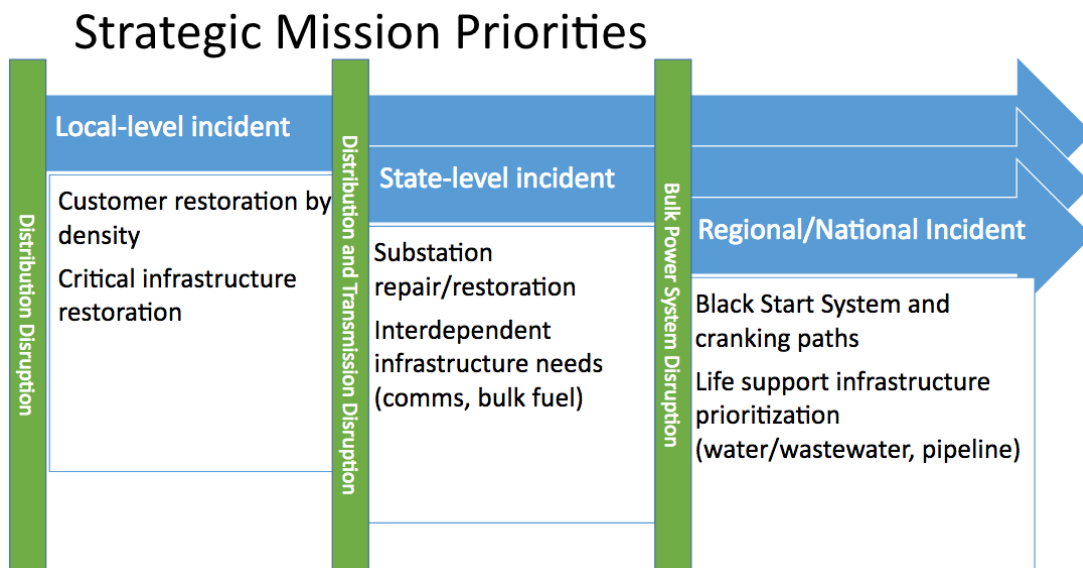 Strategic Mission Priorities
Distribution Disruption
Local-level incident
Customer restoration by
density
Critical infrastructure
restoration
Distribution and Transmission Disruption
State-level incident
Substation
repair/restoration
Interdependent
infrastructure needs
(comms, bulk fuel)
Bulk Power System Disruption
Regional/National Incident
Black Start System and
cranking paths
Life support infrastructure
prioritization
(water/wastewater, pipeline)